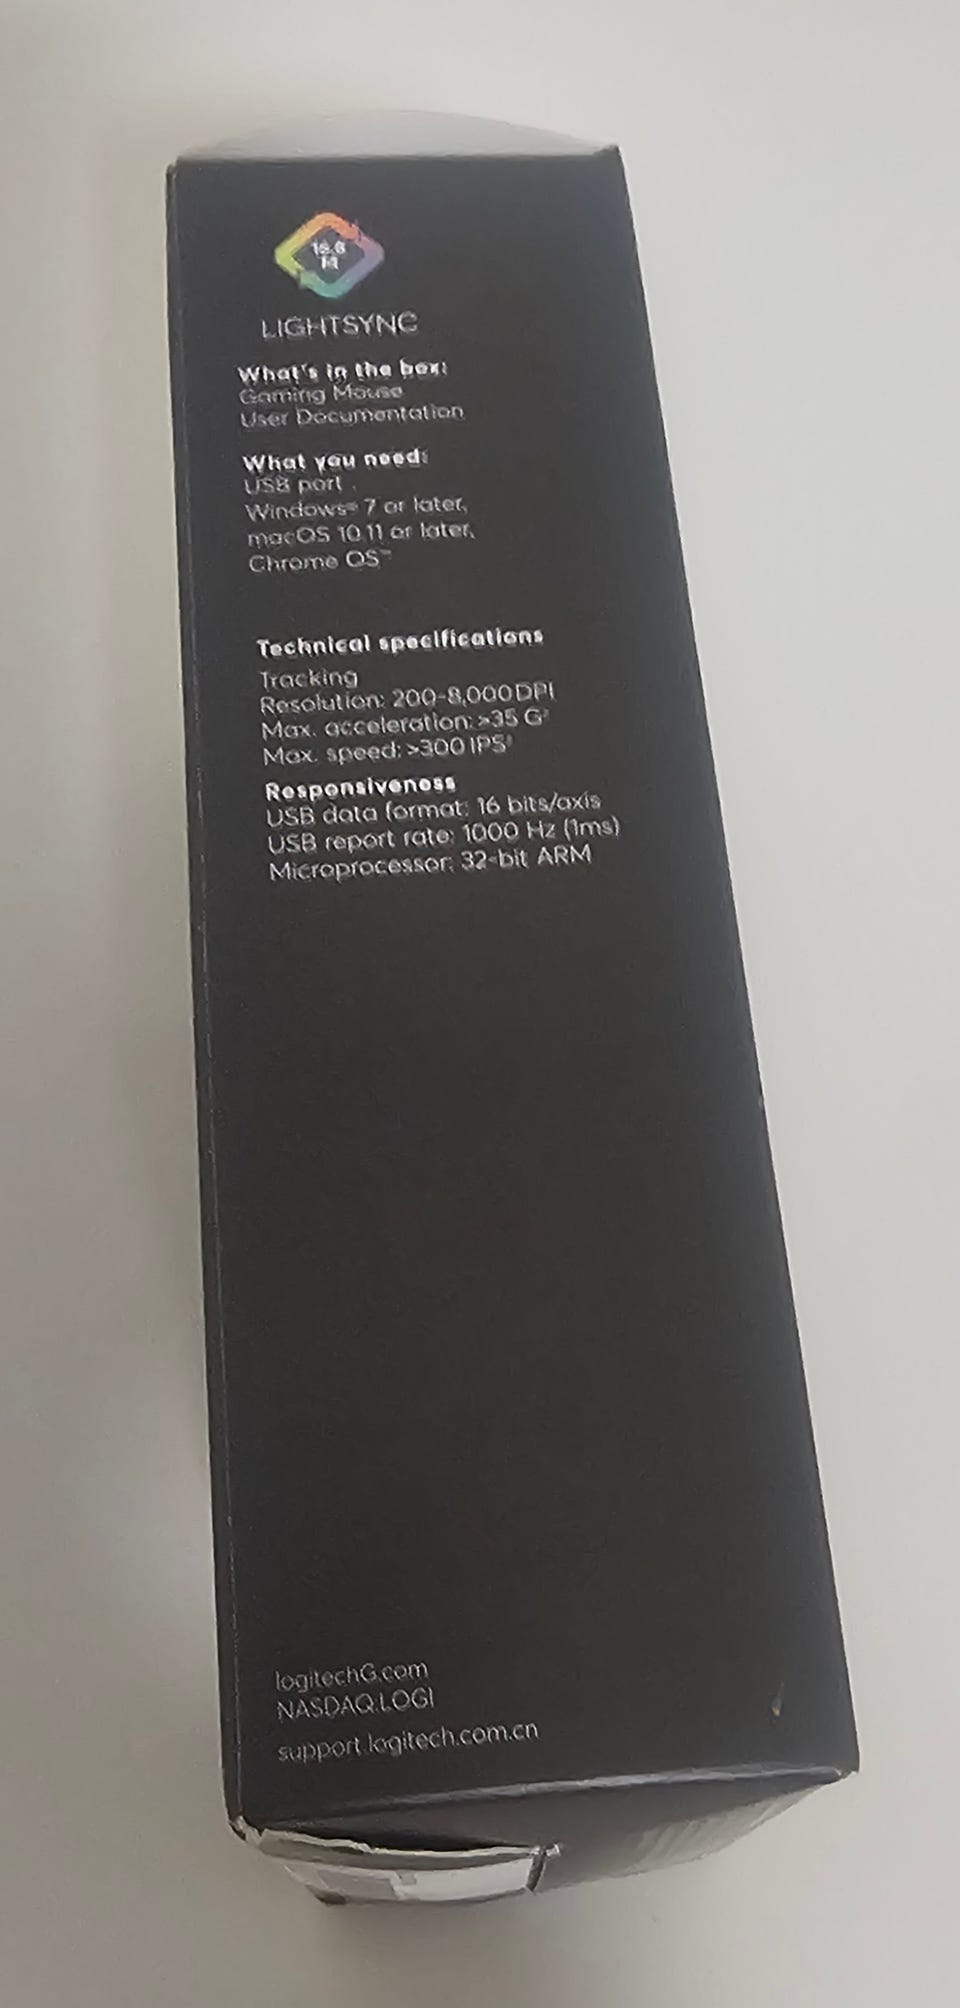 16.8
M
LIGHTSYNC
What's in the box:
Gaming Mouse
User Documentation
What you need:
USB port
Windows® 7 or later,
macOS 10.11 or later,
Chrome OS™
Technical specifications
Tracking
Resolution: 200-8,000 DPI
Max. acceleration: >35 G¹
Max. speed: >300 IPS¹
Responsiveness
USB data format: 16 bits/axis
USB report rate: 1000 Hz (1ms)
Microprocessor: 32-bit ARM
logitechG.com
NASDAQ:LOGI
support.logitech.com.cn